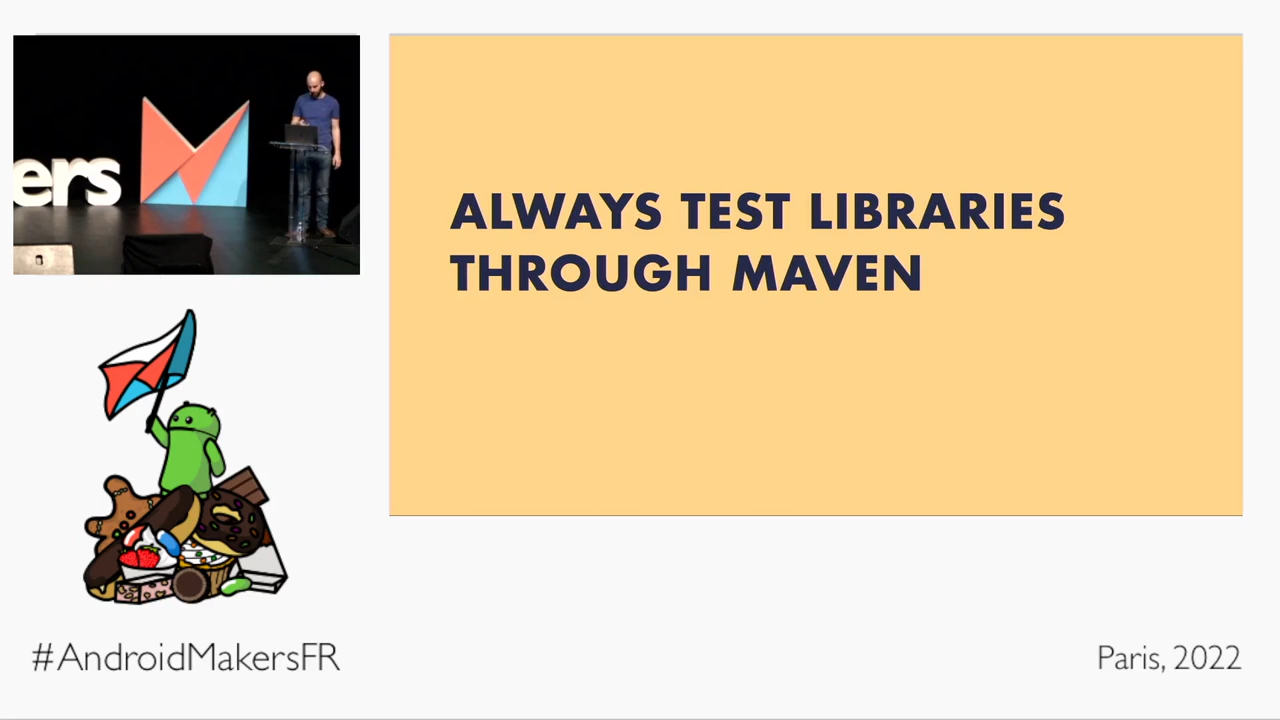 ers
ALWAYS TEST LIBRARIES
THROUGH MAVEN
#AndroidMakersFR
Paris, 2022